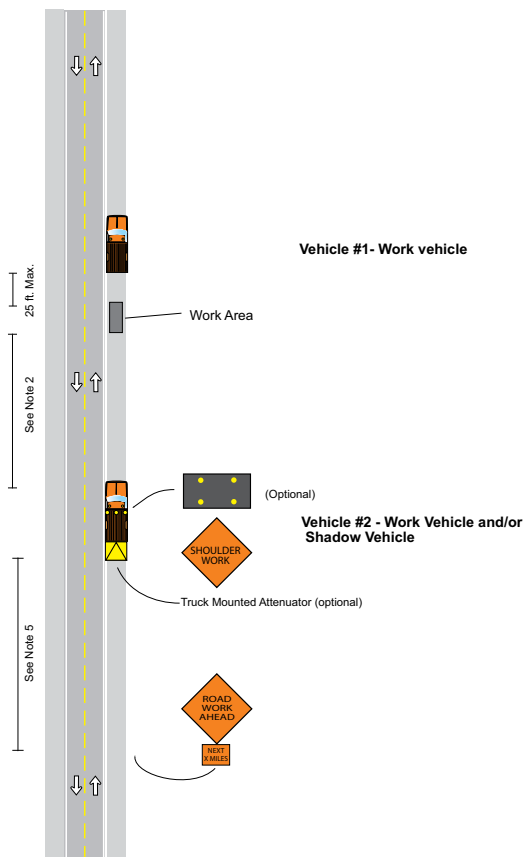 Vehicle #1- Work vehicle
25 ft. Max.
Work Area
See Note 2
(Optional)
Vehicle #2 - Work Vehicle and/or
Shadow Vehicle
SHOULDER
WORK
Truck Mounted Attenuator (optional)
See Note 5
ROAD
WORK
AHEAD
NEXT
X MILES